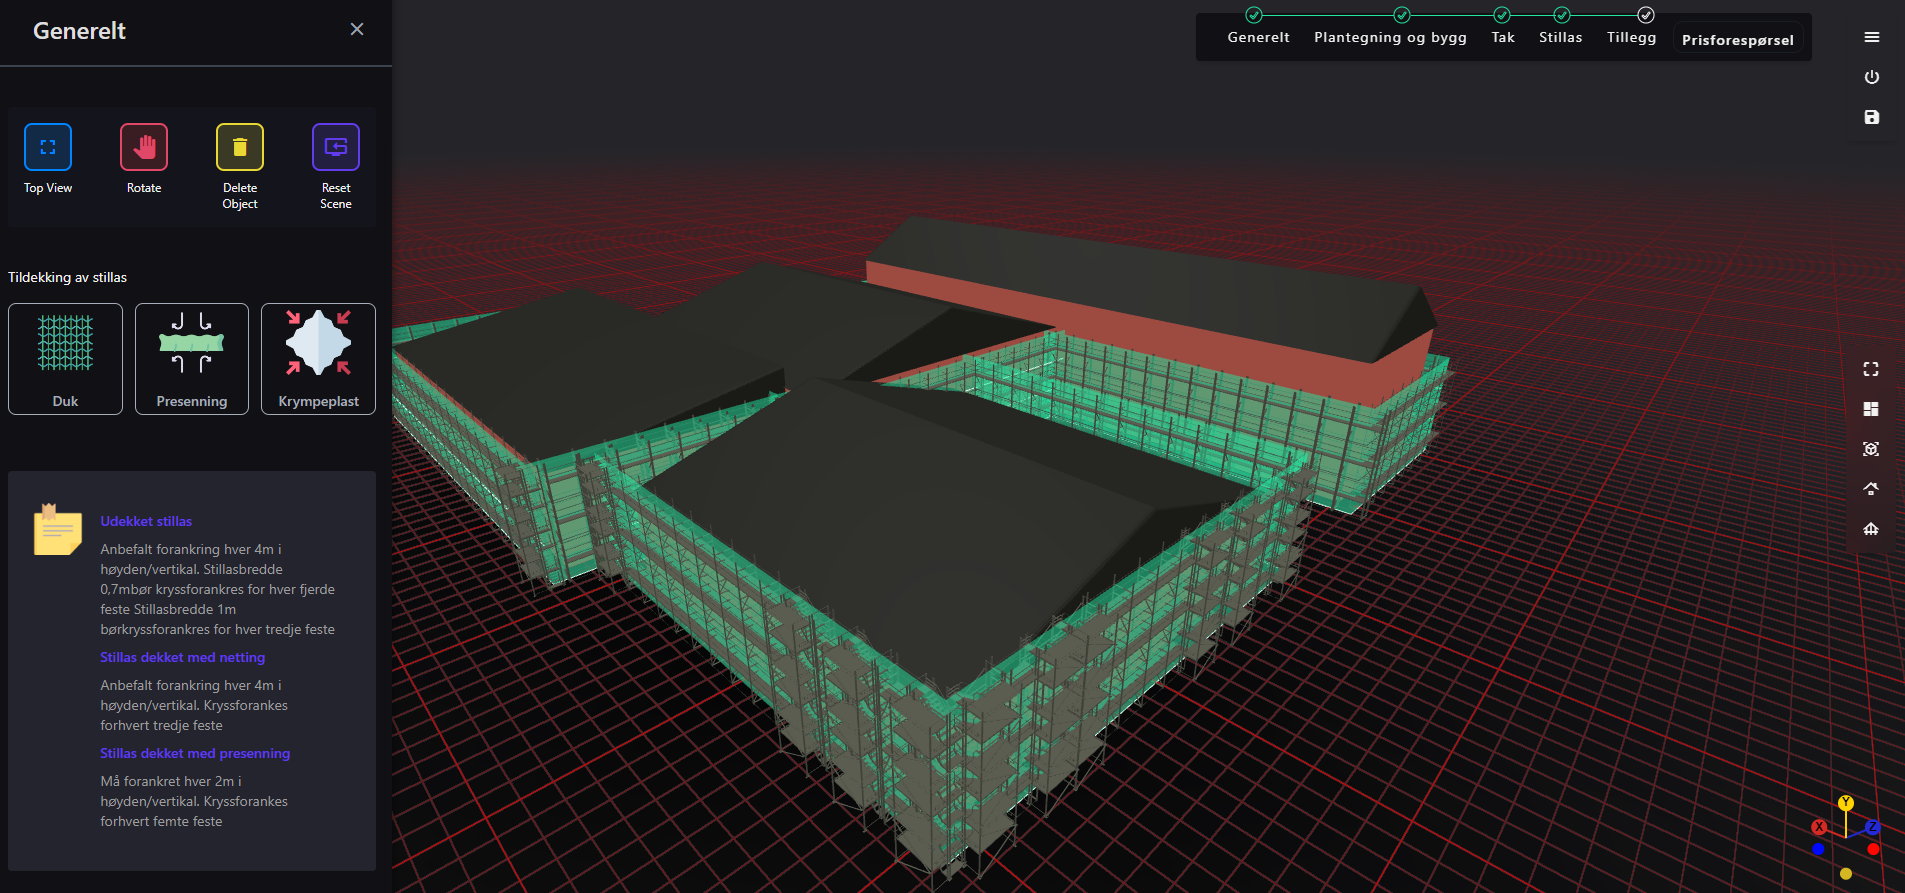 Generelt
Generelt
Plantegning og bygg
Tak
Stillas
Tillegg
Prisforespørsel
Top View
Rotate
Delete
Object
Reset
Scene
Tildekking av stillas
Duk
Presenning
Krympeplast
Udekket stillas
Anbefalt forankring hver 4m i
høyden/vertikal. Stillasbredde
0,7mbør kryssforankres for hver fjerde
feste Stillasbredde 1m
børkryssforankres for hver tredje feste
Stillas dekket med netting
Anbefalt forankring hver 4m i
høyden/vertikal. Kryssforankes
forhvert tredje feste
Stillas dekket med presenning
Må forankret hver 2m i
høyden/vertikal. Kryssforankes
forhvert femte feste
Y
X
Z